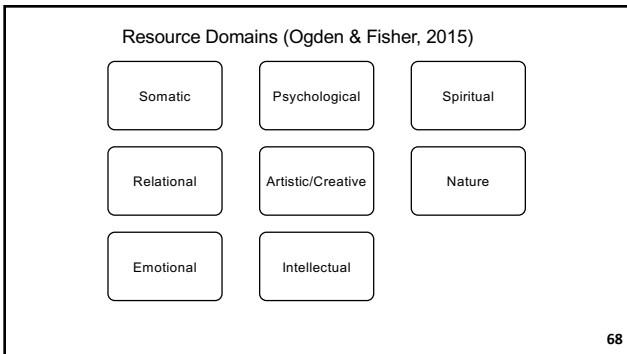 Resource Domains (Ogden & Fisher, 2015)
Somatic
Psychological
Spiritual
Relational
Artistic/Creative
Nature
Emotional
Intellectual
68